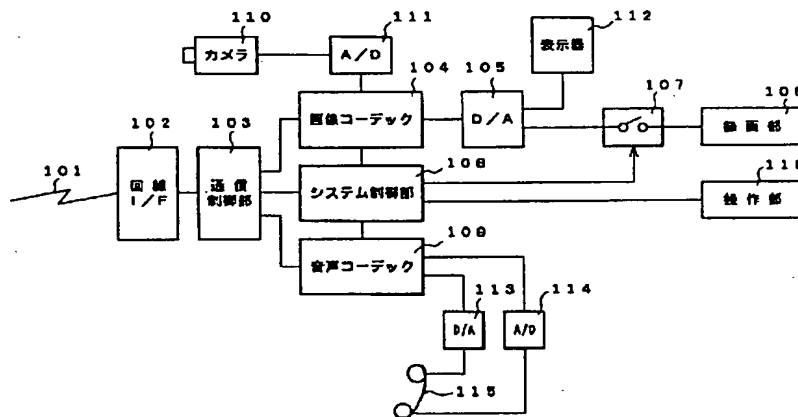 110
カメラ
111
A/D
112
表示器
104
画像コーデック
105
D/A
107
録画部
102
回線
I/F
103
通信
制御部
101
108
システム制御部
操作部
109
音声コーデック
113
D/A
114
A/D
115